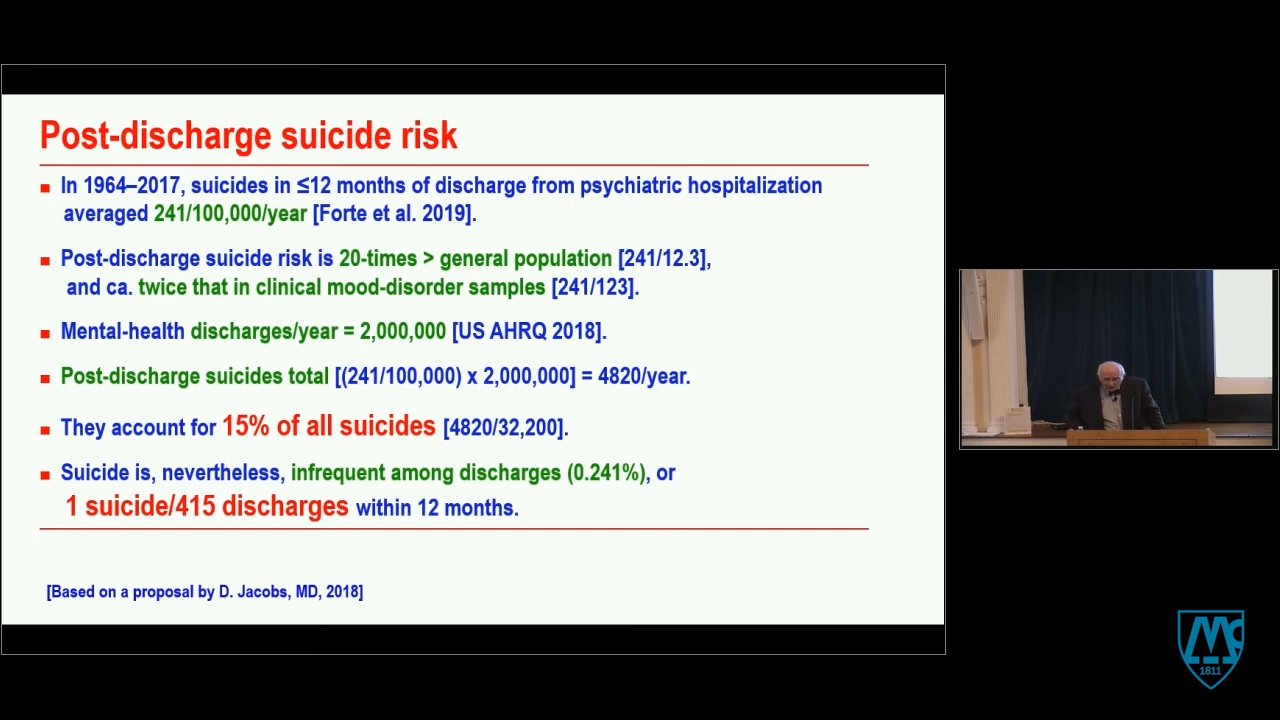 Post-discharge suicide risk
In 1964–2017, suicides in ≤12 months of discharge from psychiatric hospitalization
averaged 241/100,000/year [Forte et al. 2019].
Post-discharge suicide risk is 20-times > general population [241/12.3],
and ca. twice that in clinical mood-disorder samples [241/123].
Mental-health discharges/year = 2,000,000 [US AHRQ 2018].
Post-discharge suicides total [(241/100,000) x 2,000,000] = 4820/year.
They account for 15% of all suicides [4820/32,200].
Suicide is, nevertheless, infrequent among discharges (0.241%), or
1 suicide/415 discharges within 12 months.
[Based on a proposal by D. Jacobs, MD, 2018]
Mc
1811